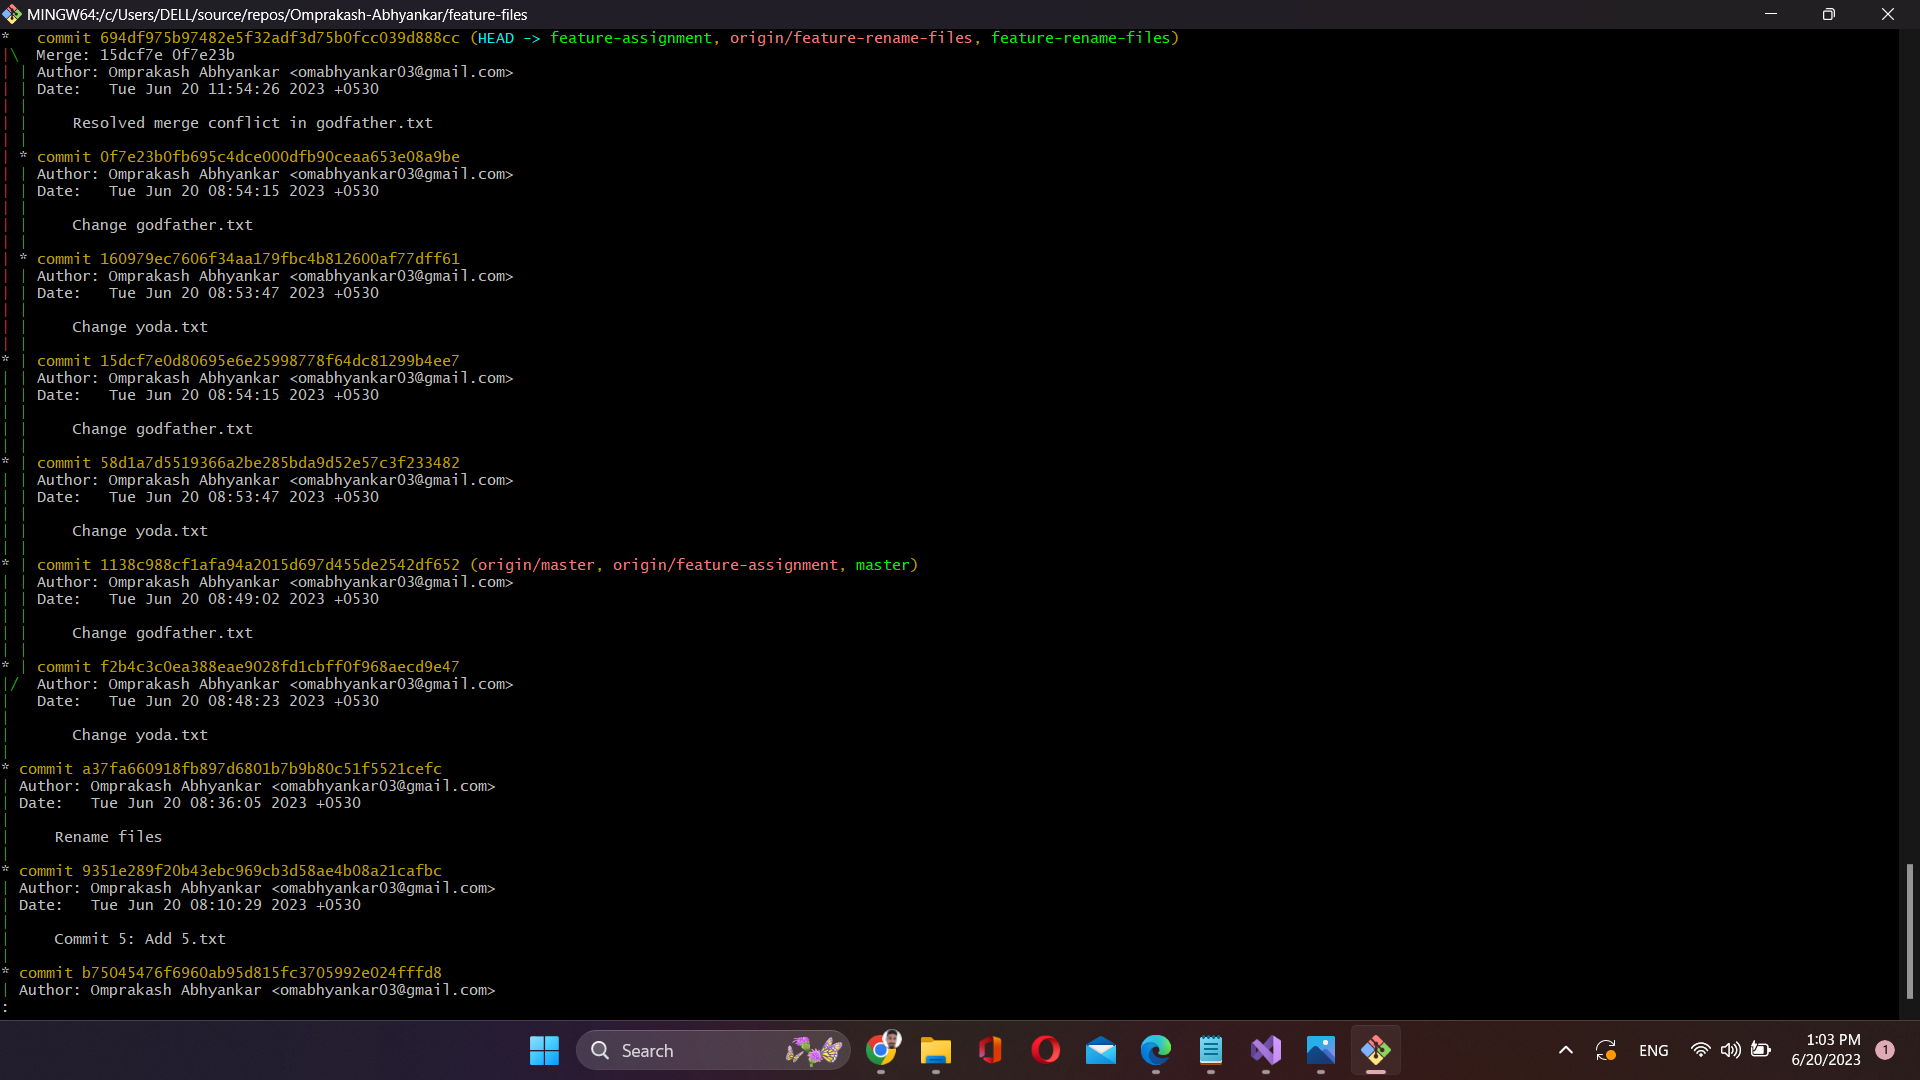 MINGW64:/c/Users/DELL/source/repos/Omprakash-Abhyankar/feature-files
*   commit 694df975b97482e5f32adf3d75b0fcc039d888cc (HEAD -> feature-assignment, origin/feature-rename-files, feature-rename-files)
|\  Merge: 15dcf7e 0f7e23b
| | Author: Omprakash Abhyankar <omabhyankar03@gmail.com>
| | Date:   Tue Jun 20 11:54:26 2023 +0530
| |
| |     Resolved merge conflict in godfather.txt
| |
| * commit 0f7e23b0fb695c4dce000dfb90ceaa653e08a9be
| | Author: Omprakash Abhyankar <omabhyankar03@gmail.com>
| | Date:   Tue Jun 20 08:54:15 2023 +0530
| |
| |     Change godfather.txt
| |
| * commit 160979ec7606f34aa179fbc4b812600af77dff61
| | Author: Omprakash Abhyankar <omabhyankar03@gmail.com>
| | Date:   Tue Jun 20 08:53:47 2023 +0530
| |
| |     Change yoda.txt
| |
* | commit 15dcf7e0d80695e6e25998778f64dc81299b4ee7
| | Author: Omprakash Abhyankar <omabhyankar03@gmail.com>
| | Date:   Tue Jun 20 08:54:15 2023 +0530
| |
| |     Change godfather.txt
| |
* | commit 58d1a7d5519366a2be285bda9d52e57c3f233482
| | Author: Omprakash Abhyankar <omabhyankar03@gmail.com>
| | Date:   Tue Jun 20 08:53:47 2023 +0530
| |
| |     Change yoda.txt
| |
* | commit 1138c988cf1afa94a2015d697d455de2542df652 (origin/master, origin/feature-assignment, master)
| | Author: Omprakash Abhyankar <omabhyankar03@gmail.com>
| | Date:   Tue Jun 20 08:49:02 2023 +0530
| |
| |     Change godfather.txt
| |
* | commit f2b4c3c0ea388eae9028fd1cbff0f968aecd9e47
|/  Author: Omprakash Abhyankar <omabhyankar03@gmail.com>
|   Date:   Tue Jun 20 08:48:23 2023 +0530
|
|       Change yoda.txt
|
* commit a37fa660918fb897d6801b7b9b80c51f5521cefc
| Author: Omprakash Abhyankar <omabhyankar03@gmail.com>
| Date:   Tue Jun 20 08:36:05 2023 +0530
|
|     Rename files
|
* commit 9351e289f20b43ebc969cb3d58ae4b08a21cafbc
| Author: Omprakash Abhyankar <omabhyankar03@gmail.com>
| Date:   Tue Jun 20 08:10:29 2023 +0530
|
|     Commit 5: Add 5.txt
|
* commit b75045476f6960ab95d815fc3705992e024fffd8
| Author: Omprakash Abhyankar <omabhyankar03@gmail.com>
:
Search
ENG
1:03 PM
6/20/2023
1